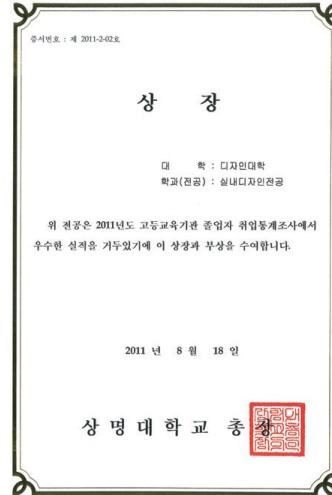 증서번호 : 제 2011-2-02호
상 장
대 학 : 디자인대학
학과(전공) : 실내디자인전공
위 전공은 2011년도 고등교육기관 졸업자 취업통계조사에서
우수한 실적을 거두었기에 이 상장과 부상을 수여합니다.
2011 년 8 월 18 일
상 명 대 학 교 총 장